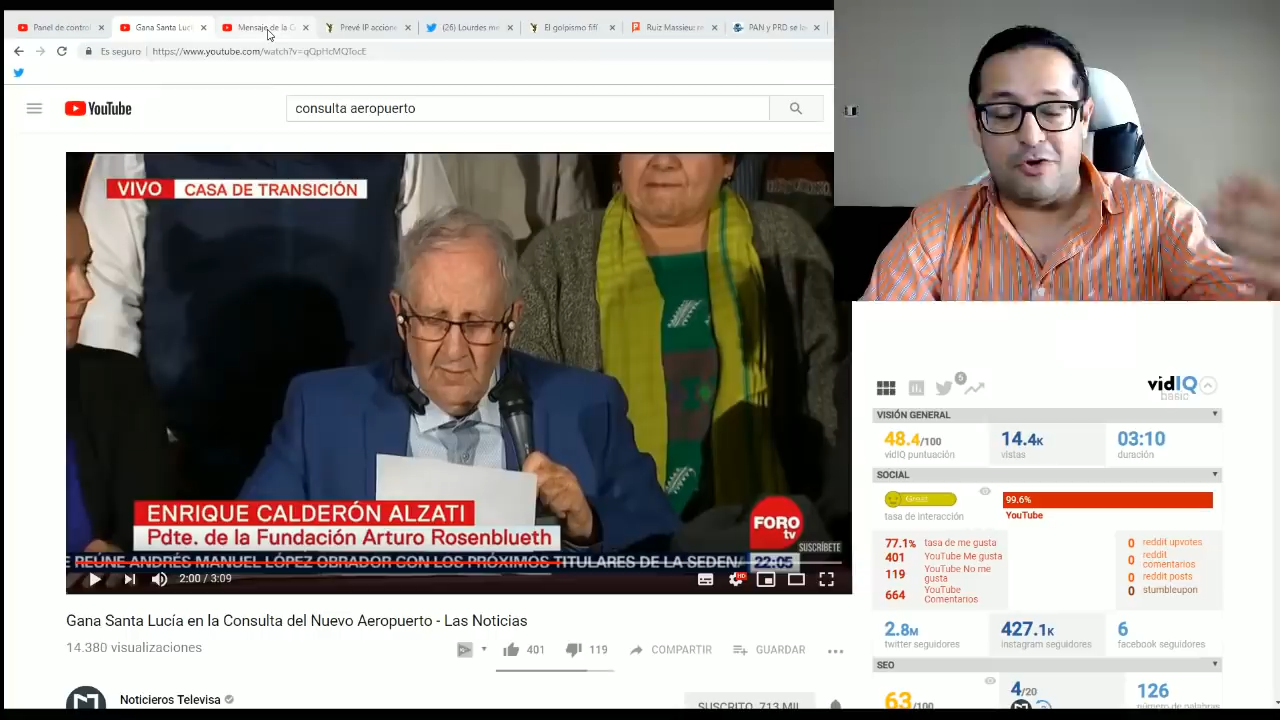 Panel de control
Gana Santa Lucí
Mensaje de la C
Prevé IP accione
(26) Lourdes me
El golpismo fifí
Ruiz Massieu: e
PAN y PRD se lo
Es seguro
https://www.youtube.com/watch?v=qQpHcMQTocE
YouTube
consulta aeropuerto
VIVO
CASA DE TRANSICIÓN
ENRIQUE CALDERÓN ALZATI
Pdte. de la Fundación Arturo Rosenblueth
FORO
tv
SUSCRÍBETE
E REÚNE ANDRÉS MANUEL LÓPEZ OBRADOR CON LOS PRÓXIMOS TITULARES DE LA SEDEN/
22:05
2:00 / 3:09
HD
Gana Santa Lucía en la Consulta del Nuevo Aeropuerto - Las Noticias
14.380 visualizaciones
401
119
COMPARTIR
GUARDAR
Noticieros Televisa
SUSCRITO 713 MIL
5
vidIQ
basic
VISIÓN GENERAL
48.4/100
vidIQ puntuación
14.4K
vistas
03:10
duración
SOCIAL
Great
tasa de interacción
99.6%
YouTube
77.1% tasa de me gusta
401 YouTube Me gusta
119 YouTube No me
gusta
664 YouTube
Comentarios
0 reddit upvotes
0 reddit
comentarios
0 reddit posts
0 stumbleupon
2.8M
twitter seguidores
427.1K
instagram seguidores
6
facebook seguidores
SEO
63/100
4/20
126
número de palabras